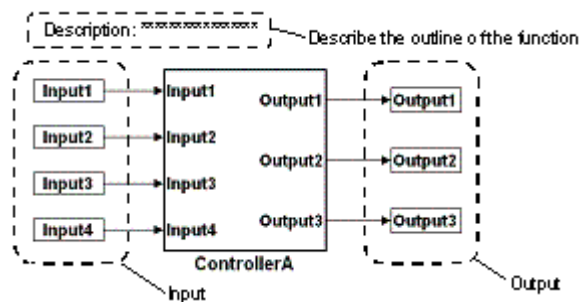 Description: ******************
Describe the outline of the function
Input1 Input1 Output1 Output1
Input2 Input2 Output2 Output2
Input3 Input3 Output3 Output3
Input4 Input4
ControllerA
Input
Output